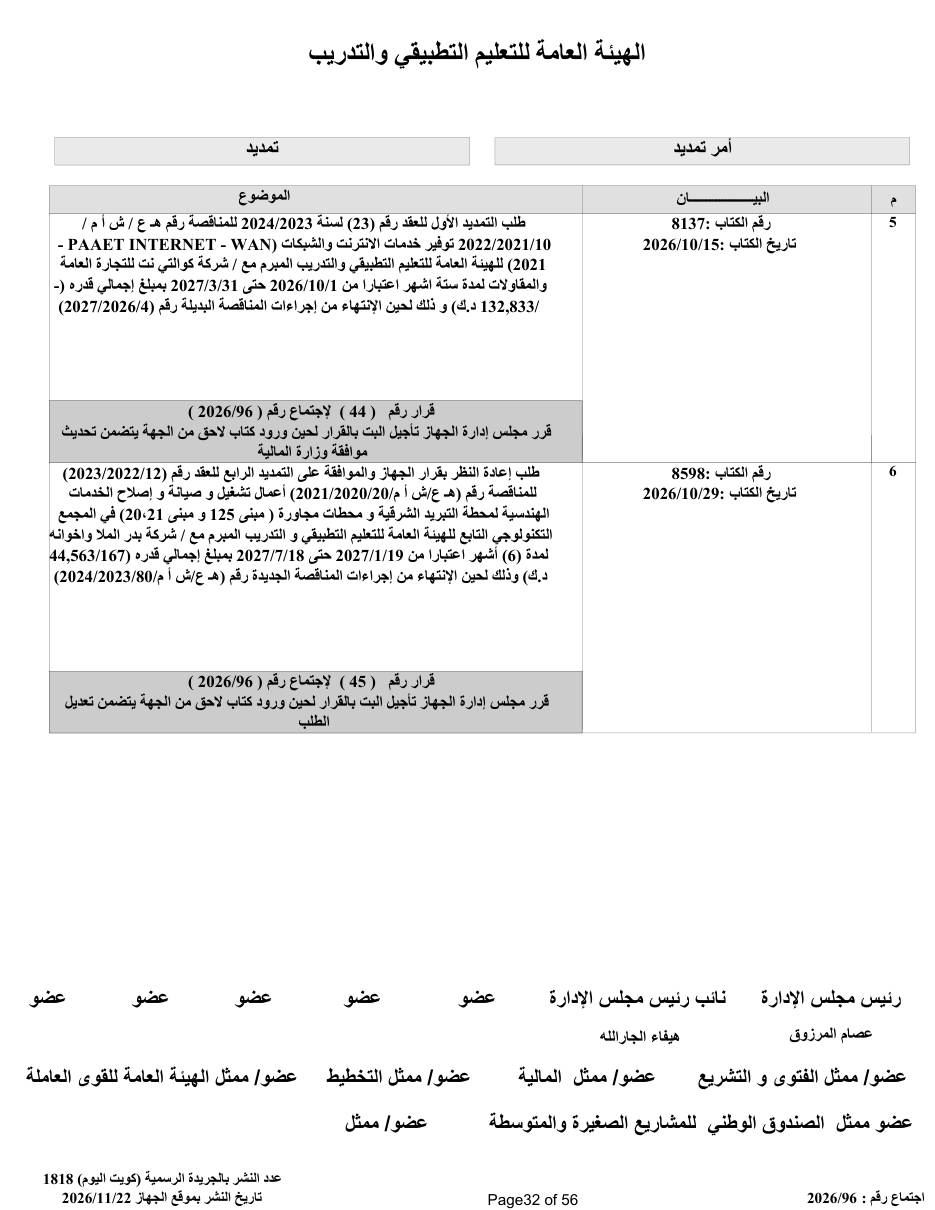 الهيئة العامة للتعليم التطبيقي والتدريب
أمر تمديد
تمديد
م
البيـــــــــــــان
الموضوع
5
رقم الكتاب :8137
تاريخ الكتاب :2026/10/15
طلب التمديد الأول للعقد رقم (23) لسنة 2024/2023 للمناقصة رقم هـ ع / ش أ م /
2022/2021/10 توفير خدمات الانترنت والشبكات (PAAET INTERNET - WAN -
2021) للهيئة العامة للتعليم التطبيقي والتدريب المبرم مع / شركة كوالتي نت للتجارة العامة
والمقاولات لمدة ستة اشهر اعتبارا من 2026/10/1 حتى 2027/3/31 بمبلغ إجمالي قدره (-
/132,833 د.ك) و ذلك لحين الإنتهاء من إجراءات المناقصة البديلة رقم (2027/2026/4)
قرار رقم ( 44 ) لإجتماع رقم ( 2026/96 )
قرر مجلس إدارة الجهاز تأجيل البت بالقرار لحين ورود كتاب لاحق من الجهة يتضمن تحديث
موافقة وزارة المالية
6
رقم الكتاب :8598
تاريخ الكتاب :2026/10/29
طلب إعادة النظر بقرار الجهاز والموافقة على التمديد الرابع للعقد رقم (2023/2022/12)
للمناقصة رقم (هـ ع/ش أ م/2021/2020/20) أعمال تشغيل و صيانة و إصلاح الخدمات
الهندسية لمحطة التبريد الشرقية و محطات مجاورة ( مبنى 125 و مبنى 20،21) في المجمع
التكنولوجي التابع للهيئة العامة للتعليم التطبيقي و التدريب المبرم مع / شركة بدر الملا واخوانه
لمدة (6) أشهر اعتبارا من 2027/1/19 حتى 2027/7/18 بمبلغ إجمالي قدره (44,563/167
د.ك) وذلك لحين الإنتهاء من إجراءات المناقصة الجديدة رقم (هـ ع/ش أ م/2024/2023/80)
قرار رقم ( 45 ) لإجتماع رقم ( 2026/96 )
قرر مجلس إدارة الجهاز تأجيل البت بالقرار لحين ورود كتاب لاحق من الجهة يتضمن تعديل
الطلب
رئيس مجلس الإدارة نائب رئيس مجلس الإدارة عضو عضو عضو عضو عضو
عصام المرزوق هيفاء الجارالله
عضو/ ممثل الفتوى و التشريع عضو/ ممثل المالية عضو/ ممثل التخطيط عضو/ ممثل الهيئة العامة للقوى العاملة
عضو ممثل الصندوق الوطني للمشاريع الصغيرة والمتوسطة عضو/ ممثل
عدد النشر بالجريدة الرسمية (كويت اليوم) 1818
اجتماع رقم : 2026/96 Page32 of 56 تاريخ النشر بموقع الجهاز 2026/11/22